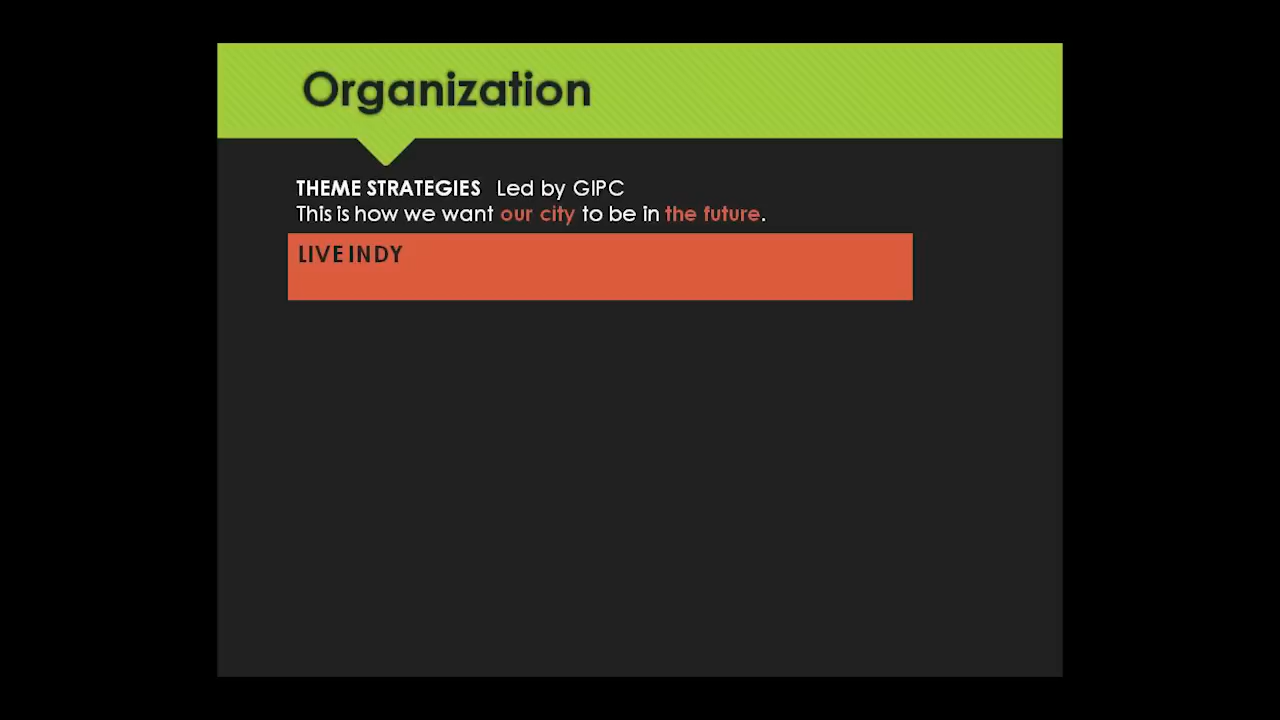 Organization
THEME STRATEGIES Led by GIPC
This is how we want our city to be in the future.
LIVE INDY